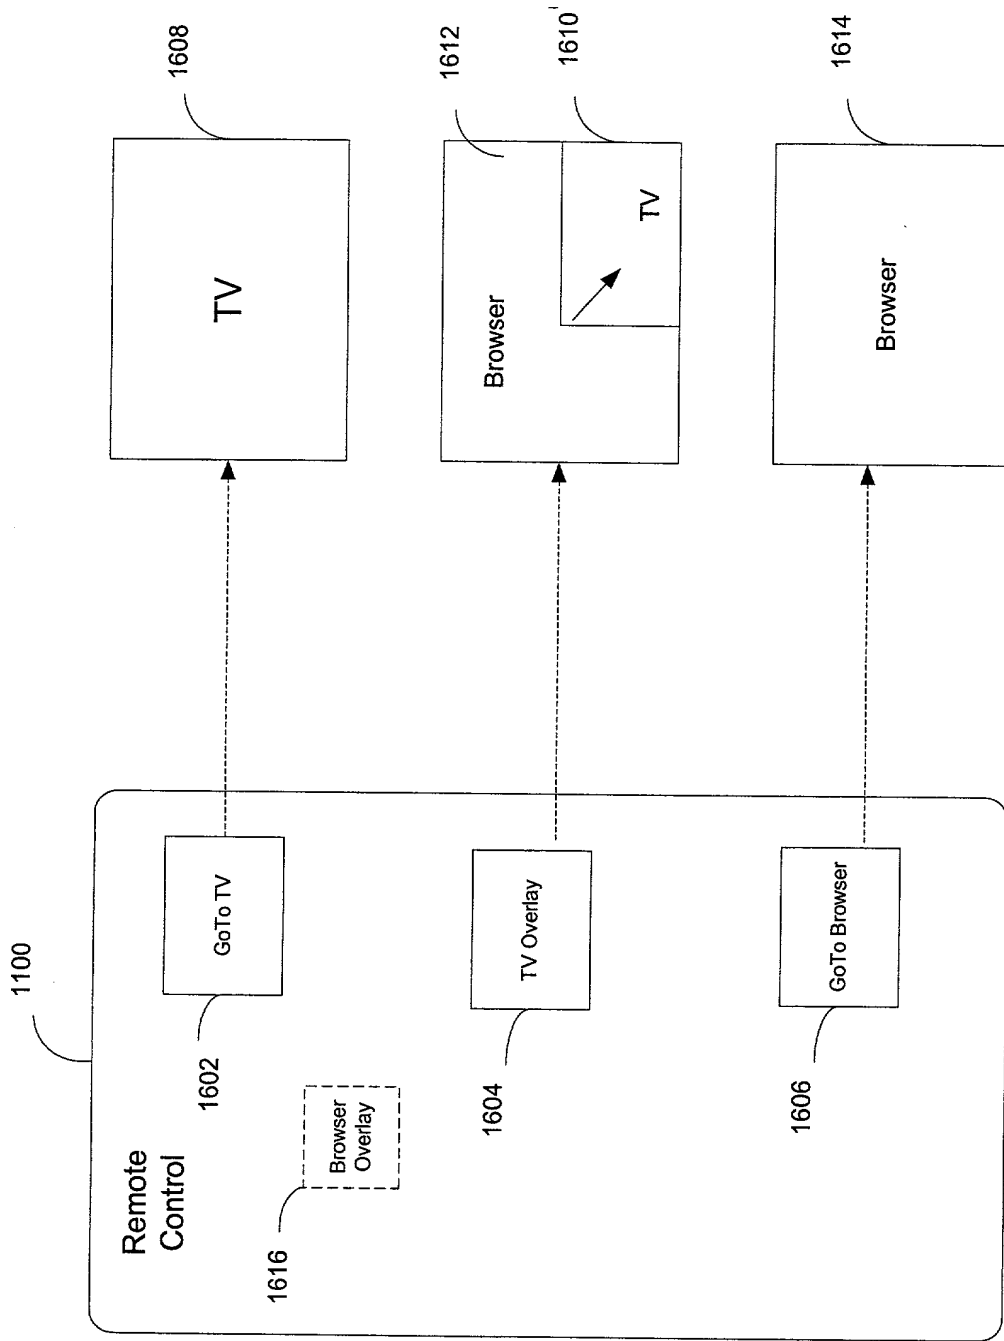 1100
Remote
Control
1616
Browser
Overlay
1602
GoTo TV
1604
TV Overlay
1606
GoTo Browser
TV
1608
Browser
TV
1612
1610
Browser
1614